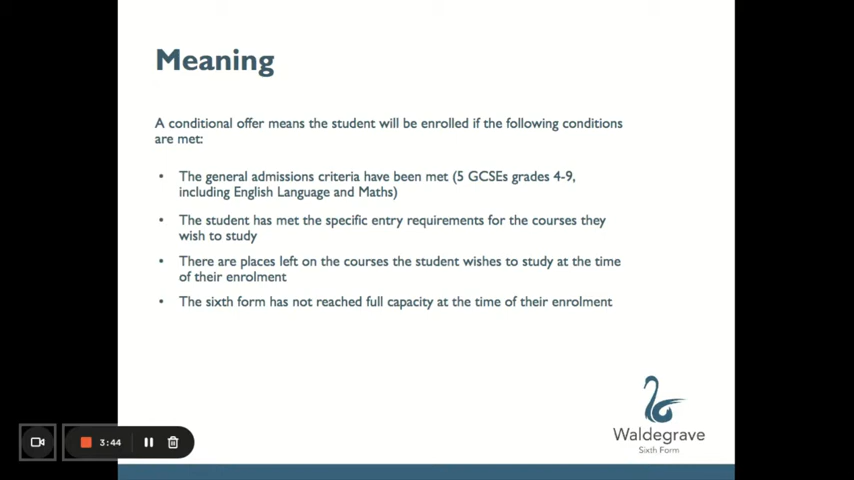 Meaning
A conditional offer means the student will be enrolled if the following conditions
are met:
• The general admissions criteria have been met (5 GCSEs grades 4-9,
including English Language and Maths)
• The student has met the specific entry requirements for the courses they
wish to study
• There are places left on the courses the student wishes to study at the time
of their enrolment
• The sixth form has not reached full capacity at the time of their enrolment
Waldegrave
Sixth Form
3:44